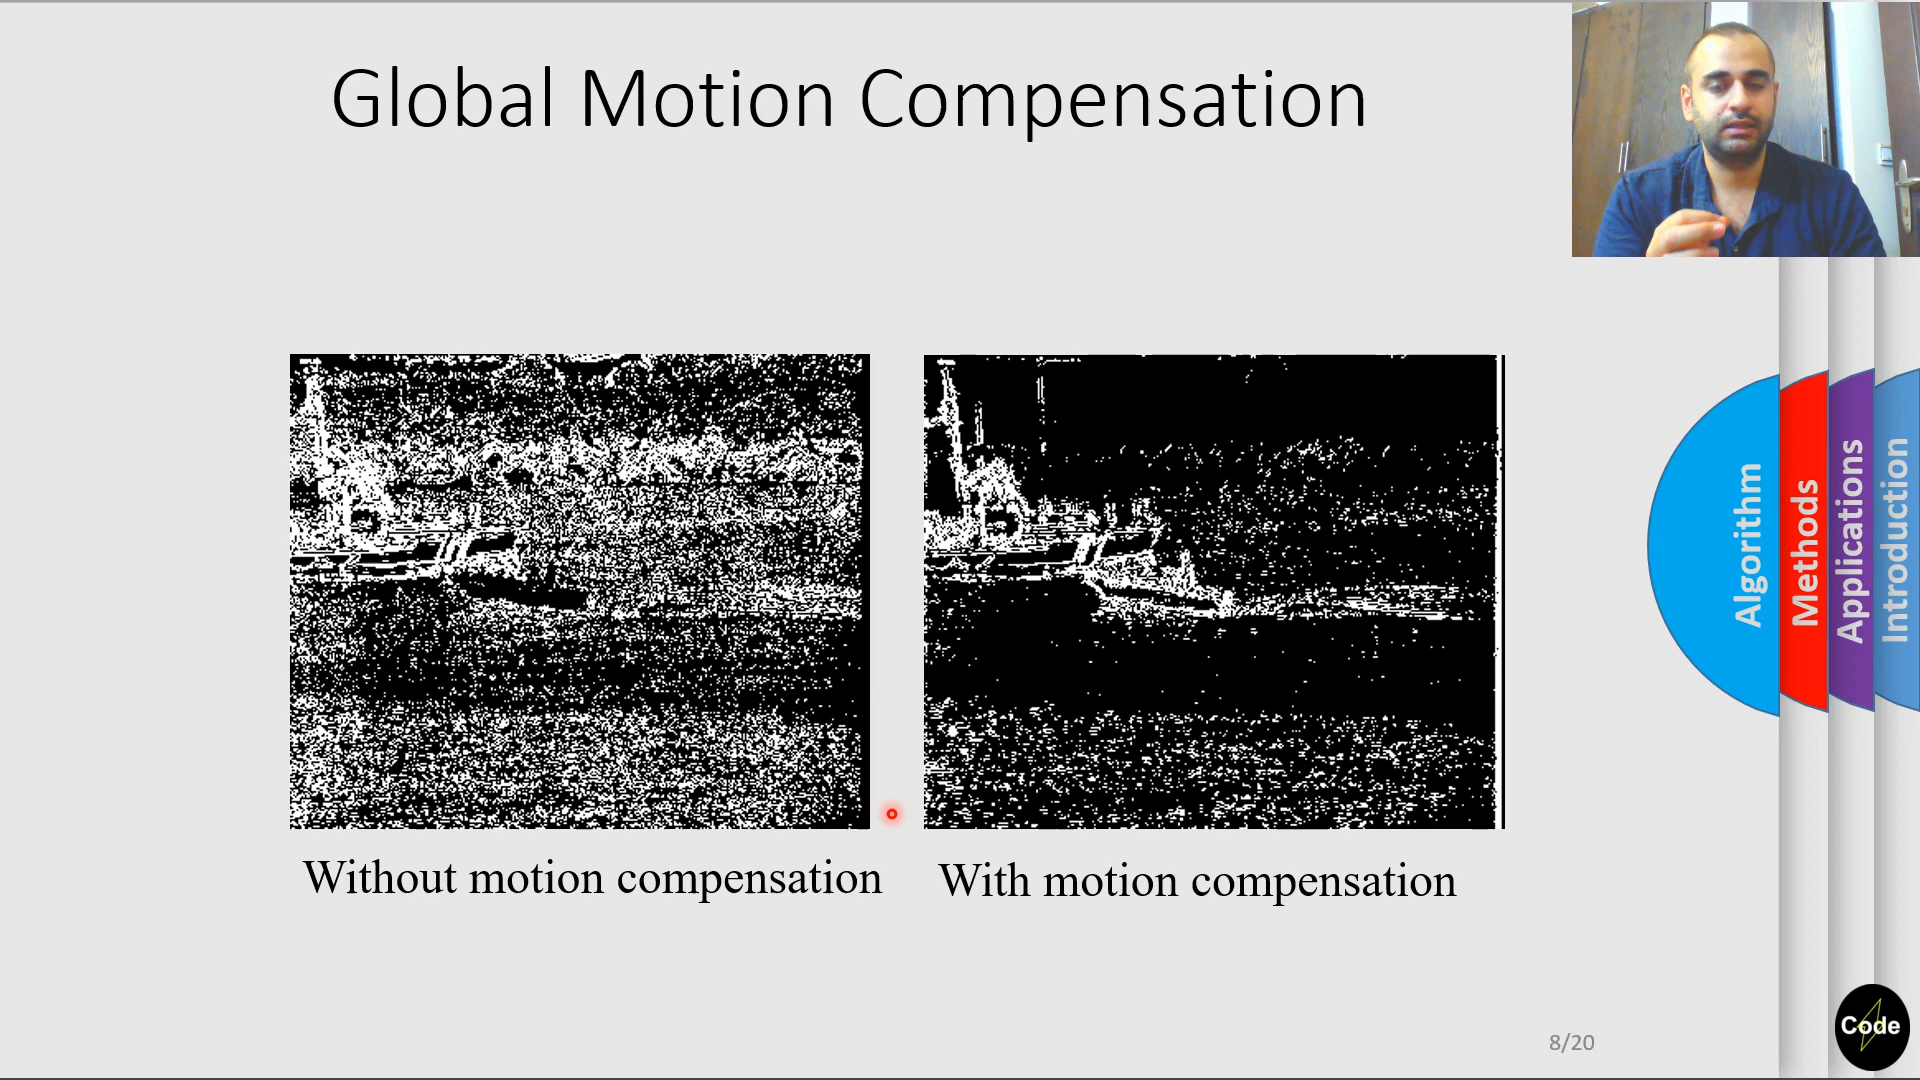 Global Motion Compensation
Without motion compensation
With motion compensation
Algorithm
Methods
Applications
Introduction
8/20
Code